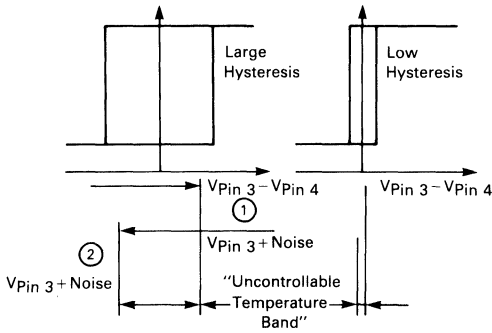 Large
Hysteresis
Low
Hysteresis
VPin 3−VPin 4
VPin 3−VPin 4
1
VPin 3+Noise
2
VPin 3+Noise
"Uncontrollable
Temperature
Band"